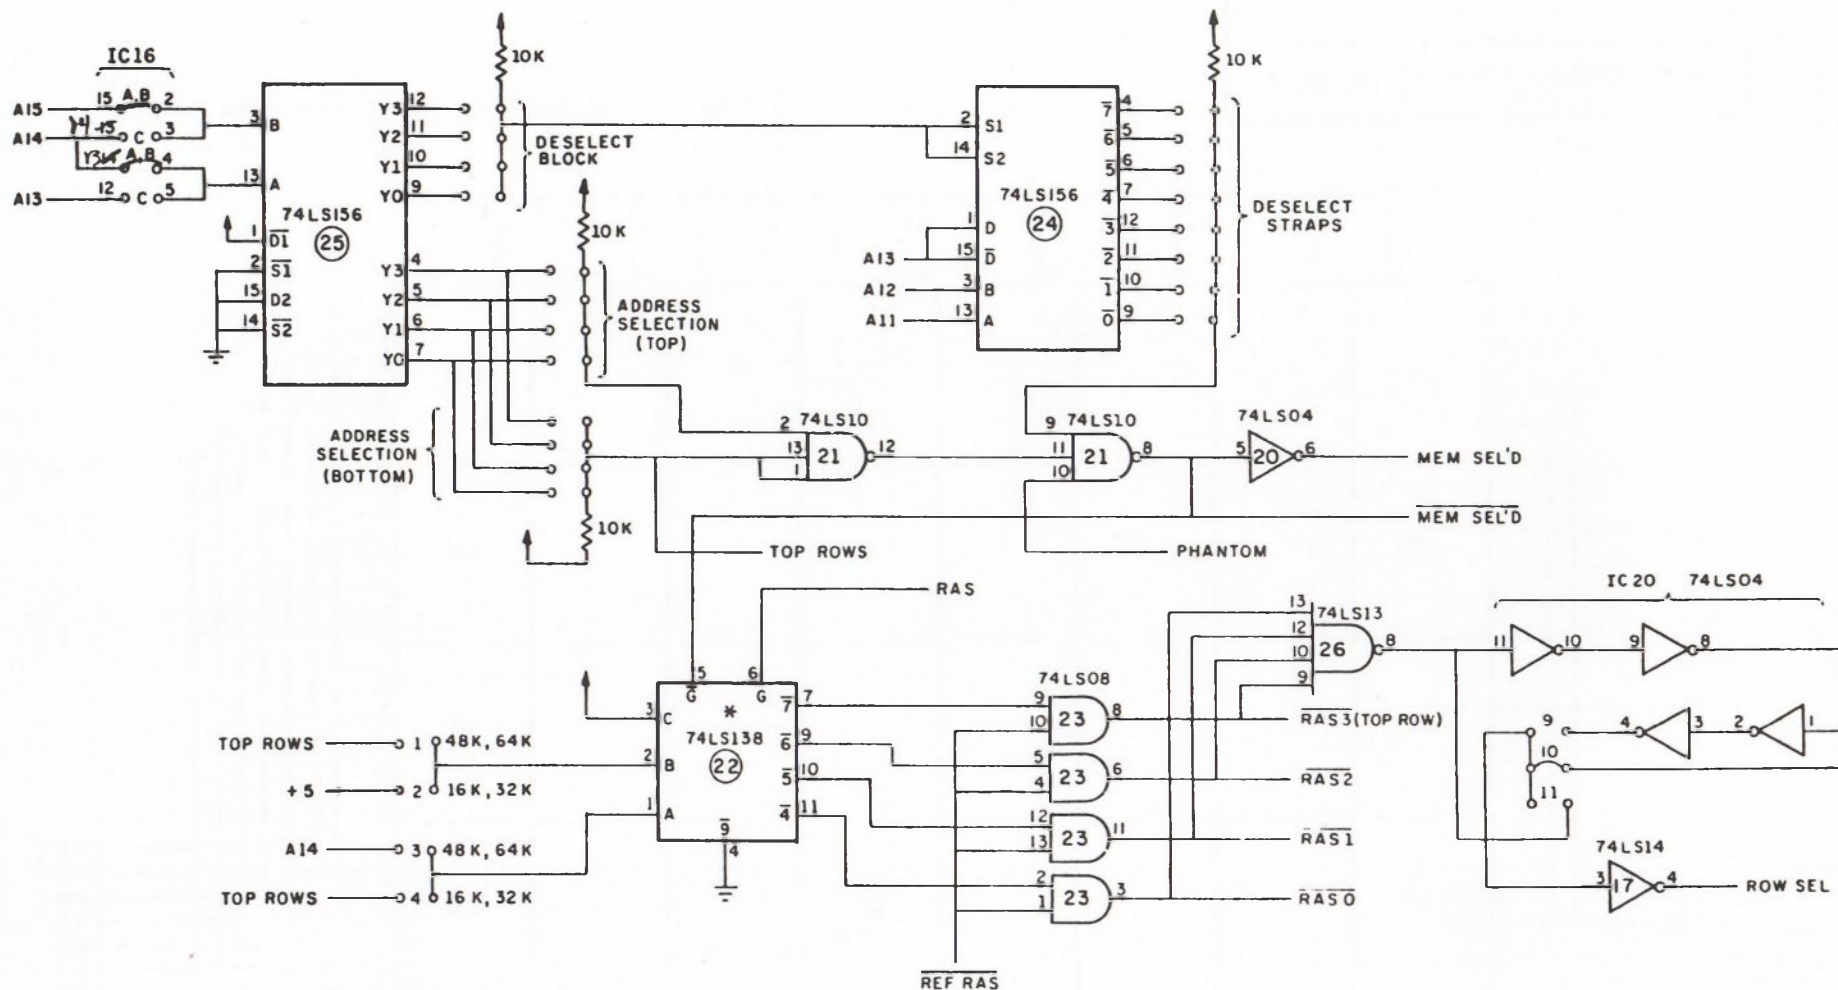 IC16
A15 15 A,B 2
A14 15 C 3
14 A,B 4
A13 12 C 5
3 B
13 A
1 D1
2 S1
15 D2
14 S2
74LS156
25
Y3 12
Y2 11
Y1 10
Y0 9
Y3 4
Y2 5
Y1 6
Y0 7
10K
DESELECT
BLOCK
10K
ADDRESS
SELECTION
(TOP)
ADDRESS
SELECTION
(BOTTOM)
10K
2 S1
14 S2
74LS156
24
1 D
A13 15 D
A12 3 B
A11 13 A
7 4
6 5
5 6
4 7
3 12
2 11
1 10
0 9
10K
DESELECT
STRAPS
74LS10
2
13
1
21
12
74LS10
9
11
10
21
8
74LS04
5 20 6
MEM SEL'D
MEM SEL'D
TOP ROWS
PHANTOM
RAS
5 G
6 G
3 C
2 B
1 A
*
74LS138
22
7 7
6 9
5 10
4 11
9
4
TOP ROWS 1 48K, 64K
+5 2 16K, 32K
A14 3 48K, 64K
TOP ROWS 4 16K, 32K
74LS08
9
10
23
8
5
4
23
6
12
13
23
11
2
1
23
3
REF RAS
74LS13
13
12
10
9
26
8
RAS3 (TOP ROW)
RAS2
RAS1
RAS0
IC20 74LS04
11 10
9 8
4 3
2 1
9
10
11
74LS14
3 17 4
ROW SEL